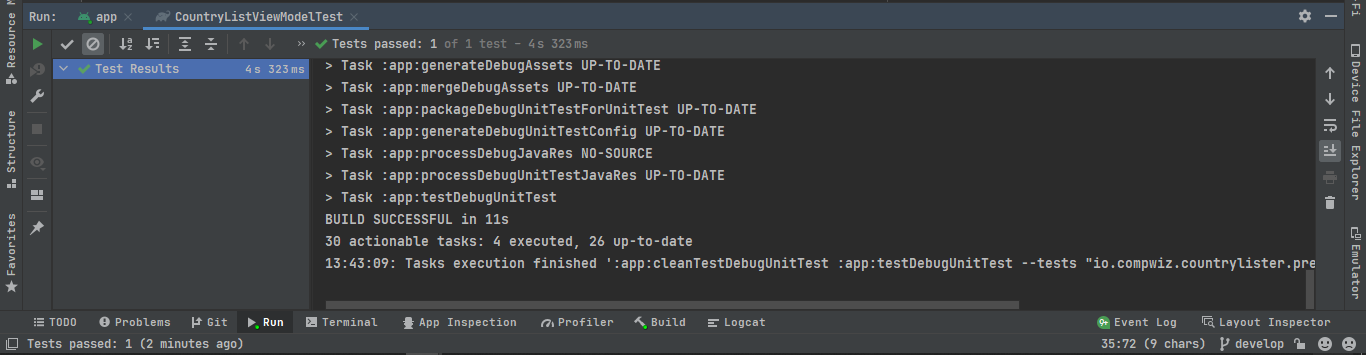 Run: app CountryListViewModelTest
Tests passed: 1 of 1 test – 4 s 323 ms
Test Results 4 s 323 ms
> Task :app:generateDebugAssets UP-TO-DATE
> Task :app:mergeDebugAssets UP-TO-DATE
> Task :app:packageDebugUnitTestForUnitTest UP-TO-DATE
> Task :app:generateDebugUnitTestConfig UP-TO-DATE
> Task :app:processDebugJavaRes NO-SOURCE
> Task :app:processDebugUnitTestJavaRes UP-TO-DATE
> Task :app:testDebugUnitTest
BUILD SUCCESSFUL in 11s
30 actionable tasks: 4 executed, 26 up-to-date
13:43:09: Tasks execution finished ':app:cleanTestDebugUnitTest :app:testDebugUnitTest --tests "io.compwiz.countrylister.pre
Resource M
Structure
Favorites
Device File Explorer
Emulator
TODO Problems Git Run Terminal App Inspection Profiler Build Logcat 9+ Event Log Layout Inspector
Tests passed: 1 (2 minutes ago) 35:72 (9 chars) develop